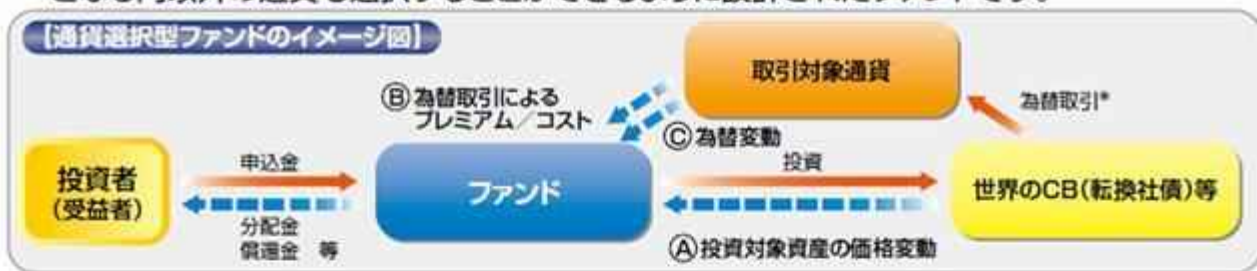 【通貨選択型ファンドのイメージ図】
取引対象通貨
Ⓑ為替取引による
プレミアム／コスト
為替取引*
Ⓒ為替変動
投資者
(受益者)
申込金
分配金
償還金 等
ファンド
投資
Ⓐ投資対象資産の価格変動
世界のCB(転換社債)等